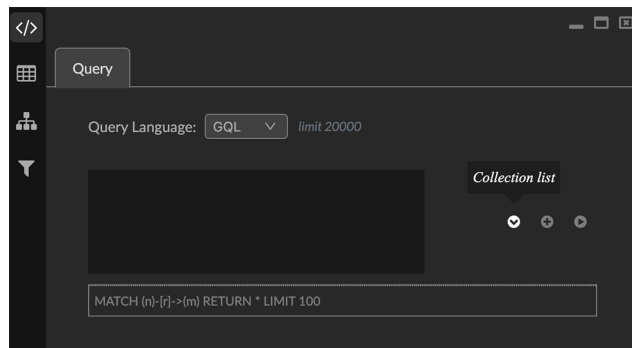 </>
Query
Query Language: GQL limit 20000
Collection list
MATCH (n)-[r]->(m) RETURN * LIMIT 100